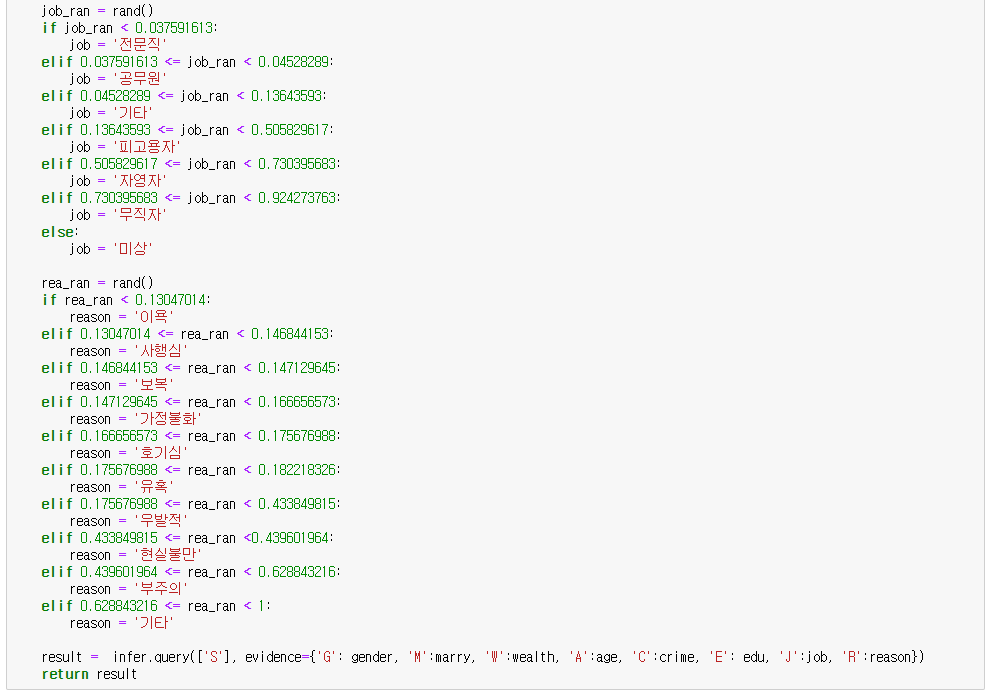 job_ran = rand()
if job_ran < 0.037591613:
    job = '전문직'
elif 0.037591613 <= job_ran < 0.04528289:
    job = '공무원'
elif 0.04528289 <= job_ran < 0.13643593:
    job = '기타'
elif 0.13643593 <= job_ran < 0.505829617:
    job = '피고용자'
elif 0.505829617 <= job_ran < 0.730395683:
    job = '자영자'
elif 0.730395683 <= job_ran < 0.924273763:
    job = '무직자'
else:
    job = '미상'

rea_ran = rand()
if rea_ran < 0.13047014:
    reason = '이욕'
elif 0.13047014 <= rea_ran < 0.146844153:
    reason = '사행심'
elif 0.146844153 <= rea_ran < 0.147129645:
    reason = '보복'
elif 0.147129645 <= rea_ran < 0.166656573:
    reason = '가정불화'
elif 0.166656573 <= rea_ran < 0.175676988:
    reason = '호기심'
elif 0.175676988 <= rea_ran < 0.182218326:
    reason = '유혹'
elif 0.175676988 <= rea_ran < 0.433849815:
    reason = '우발적'
elif 0.433849815 <= rea_ran <0.439601964:
    reason = '현실불만'
elif 0.439601964 <= rea_ran < 0.628843216:
    reason = '부주의'
elif 0.628843216 <= rea_ran < 1:
    reason = '기타'

result =  infer.query(['S'], evidence={'G': gender, 'M':marry, 'W':wealth, 'A':age, 'C':crime, 'E': edu, 'J':job, 'R':reason})
return result